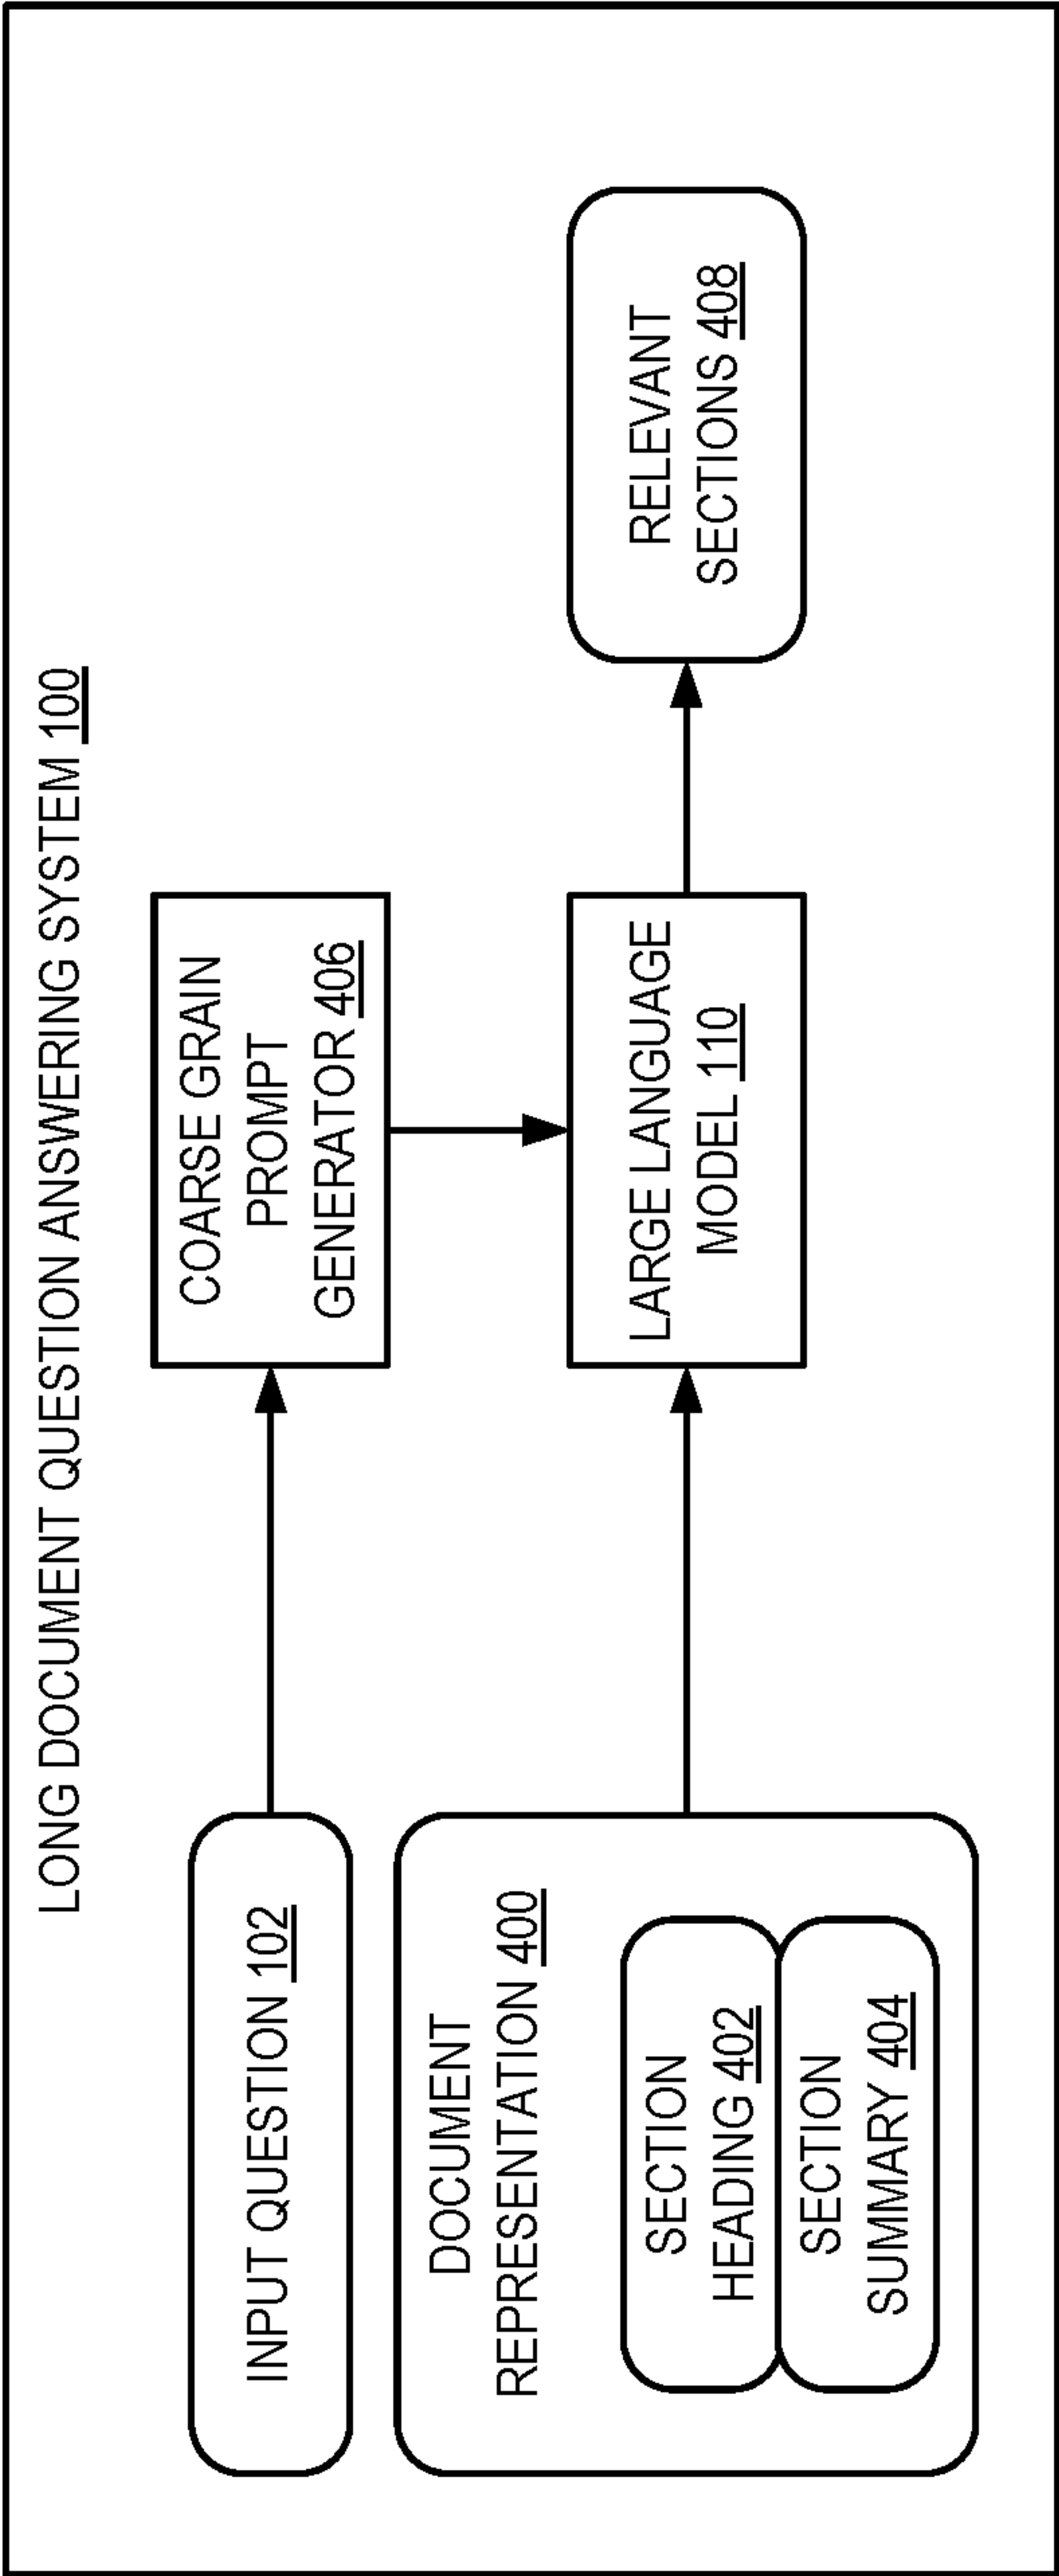 LONG DOCUMENT QUESTION ANSWERING SYSTEM 100
INPUT QUESTION 102
COARSE GRAIN
PROMPT
GENERATOR 406
DOCUMENT
REPRESENTATION 400
SECTION
HEADING 402
SECTION
SUMMARY 404
LARGE LANGUAGE
MODEL 110
RELEVANT
SECTIONS 408